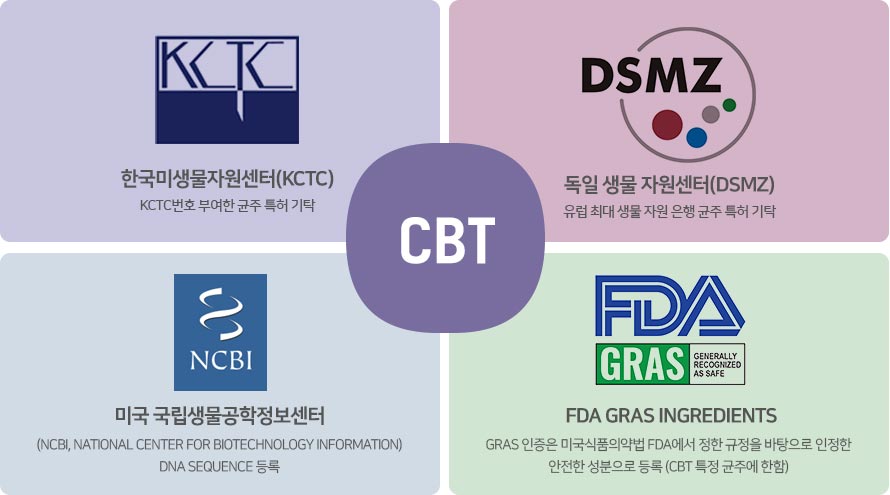 KCTC
한국미생물자원센터(KCTC)
KCTC번호 부여한 균주 특허 기탁
DSMZ
독일 생물 자원센터(DSMZ)
유럽 최대 생물 자원 은행 균주 특허 기탁
CBT
NCBI
미국 국립생물공학정보센터
(NCBI, NATIONAL CENTER FOR BIOTECHNOLOGY INFORMATION)
DNA SEQUENCE 등록
FDA
GRAS
GENERALLY
RECOGNIZED
AS SAFE
FDA GRAS INGREDIENTS
GRAS 인증은 미국식품의약법 FDA에서 정한 규정을 바탕으로 인정한
안전한 성분으로 등록 (CBT 특정 균주에 한함)